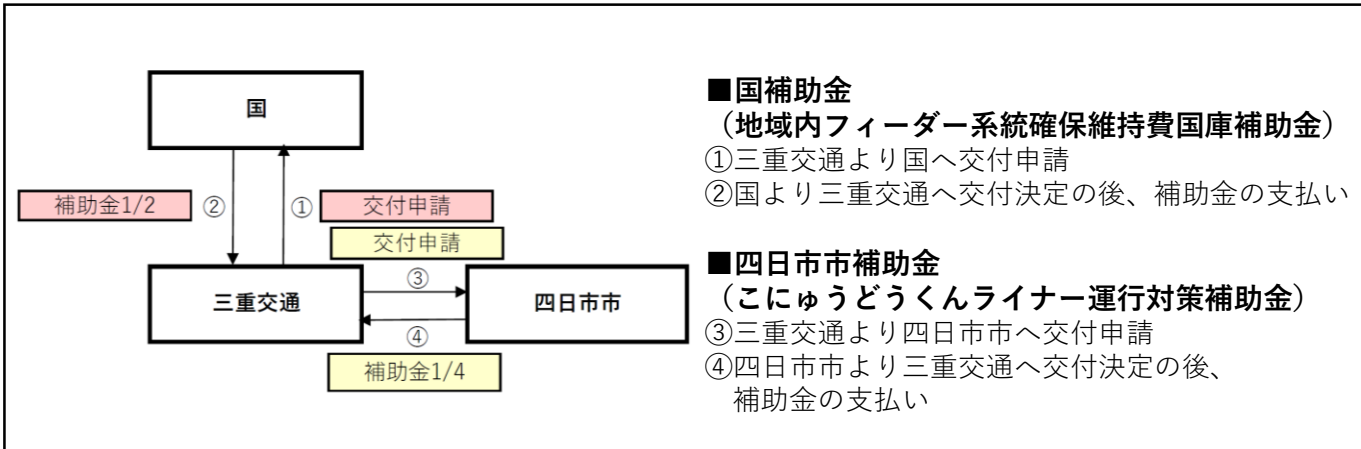 国
補助金1/2
②
①
交付申請
交付申請
三重交通
③
④
四日市市
補助金1/4
■国補助金
（地域内フィーダー系統確保維持費国庫補助金）
①三重交通より国へ交付申請
②国より三重交通へ交付決定の後、補助金の支払い
■四日市市補助金
（こにゅうどうくんライナー運行対策補助金）
③三重交通より四日市市へ交付申請
④四日市市より三重交通へ交付決定の後、
補助金の支払い